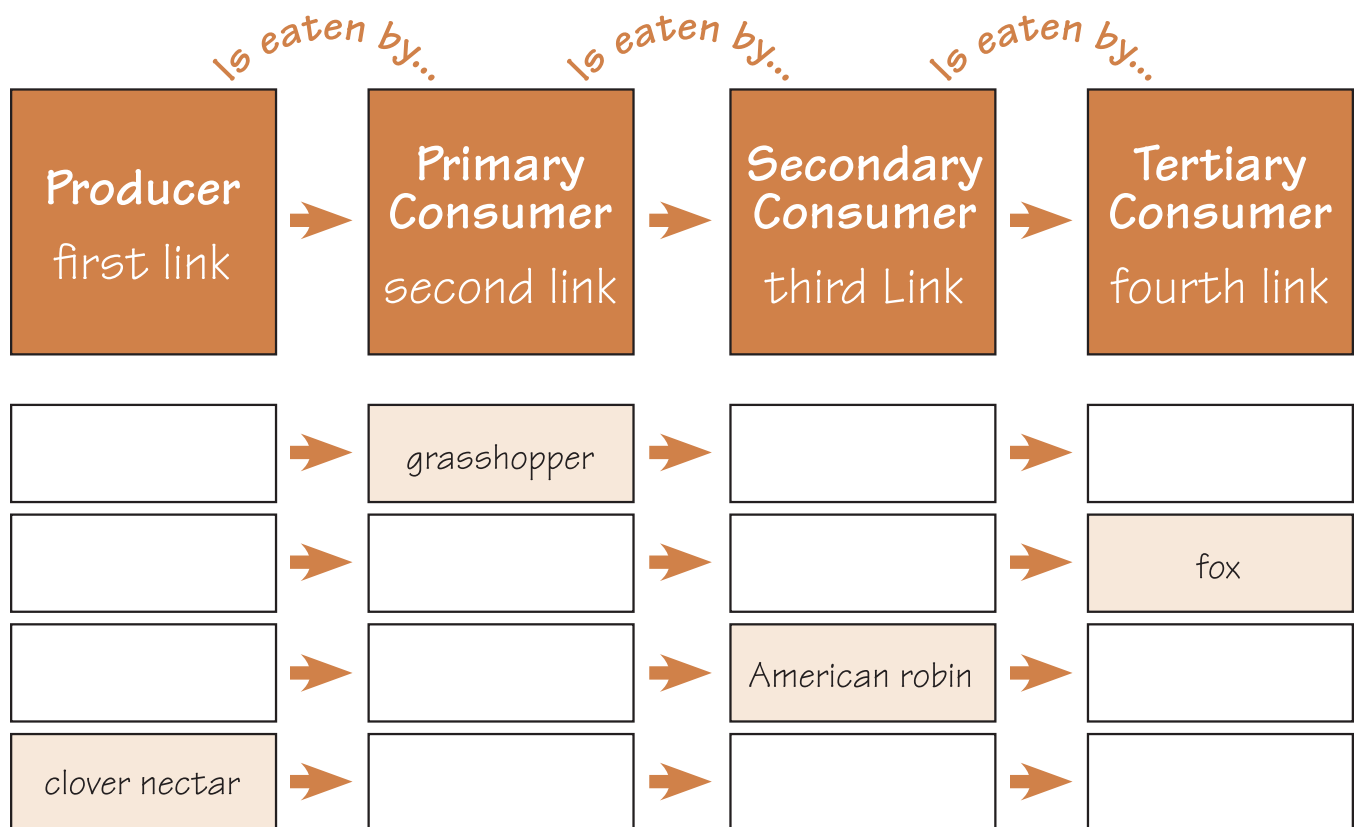 Is eaten by... Is eaten by... Is eaten by...
Producer
first link
Primary
Consumer
second link
Secondary
Consumer
third Link
Tertiary
Consumer
fourth link
grasshopper
fox
American robin
clover nectar